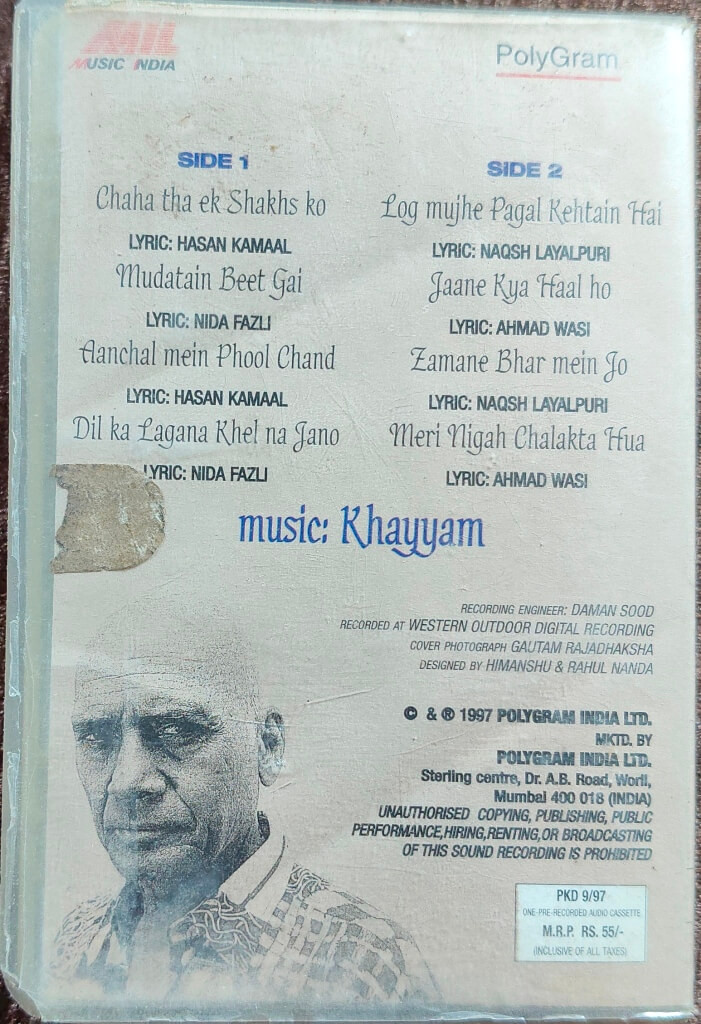 MIL
MUSIC INDIA
PolyGram
SIDE 1
Chaha tha ek Shakhs ko
LYRIC: HASAN KAMAAL
Mudatain Beet Gai
LYRIC: NIDA FAZLI
Aanchal mein Phool Chand
LYRIC: HASAN KAMAAL
Dil ka Lagana Khel na Jano
LYRIC: NIDA FAZLI
SIDE 2
Log mujhe Pagal Kehtain Hai
LYRIC: NAQSH LAYALPURI
Jaane Kya Haal ho
LYRIC: AHMAD WASI
Zamane Bhar mein Jo
LYRIC: NAQSH LAYALPURI
Meri Nigah Chalakta Hua
LYRIC: AHMAD WASI
music: Khayyam
RECORDING ENGINEER: DAMAN SOOD
RECORDED AT WESTERN OUTDOOR DIGITAL RECORDING
COVER PHOTOGRAPH GAUTAM RAJADHAKSHA
DESIGNED BY HIMANSHU & RAHUL NANDA
© & ® 1997 POLYGRAM INDIA LTD.
MKTD. BY
POLYGRAM INDIA LTD.
Sterling centre, Dr. A.B. Road, Worli,
Mumbai 400 018 (INDIA)
UNAUTHORISED COPYING, PUBLISHING, PUBLIC
PERFORMANCE,HIRING,RENTING,OR BROADCASTING
OF THIS SOUND RECORDING IS PROHIBITED
PKD 9/97
ONE-PRE-RECORDED AUDIO CASSETTE
M.R.P. RS. 55/-
(INCLUSIVE OF ALL TAXES)